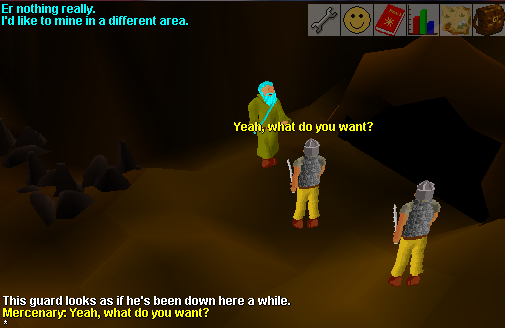 Er nothing really.
I'd like to mine in a different area.
Yeah, what do you want?
This guard looks as if he's been down here a while.
Mercenary: Yeah, what do you want?
*